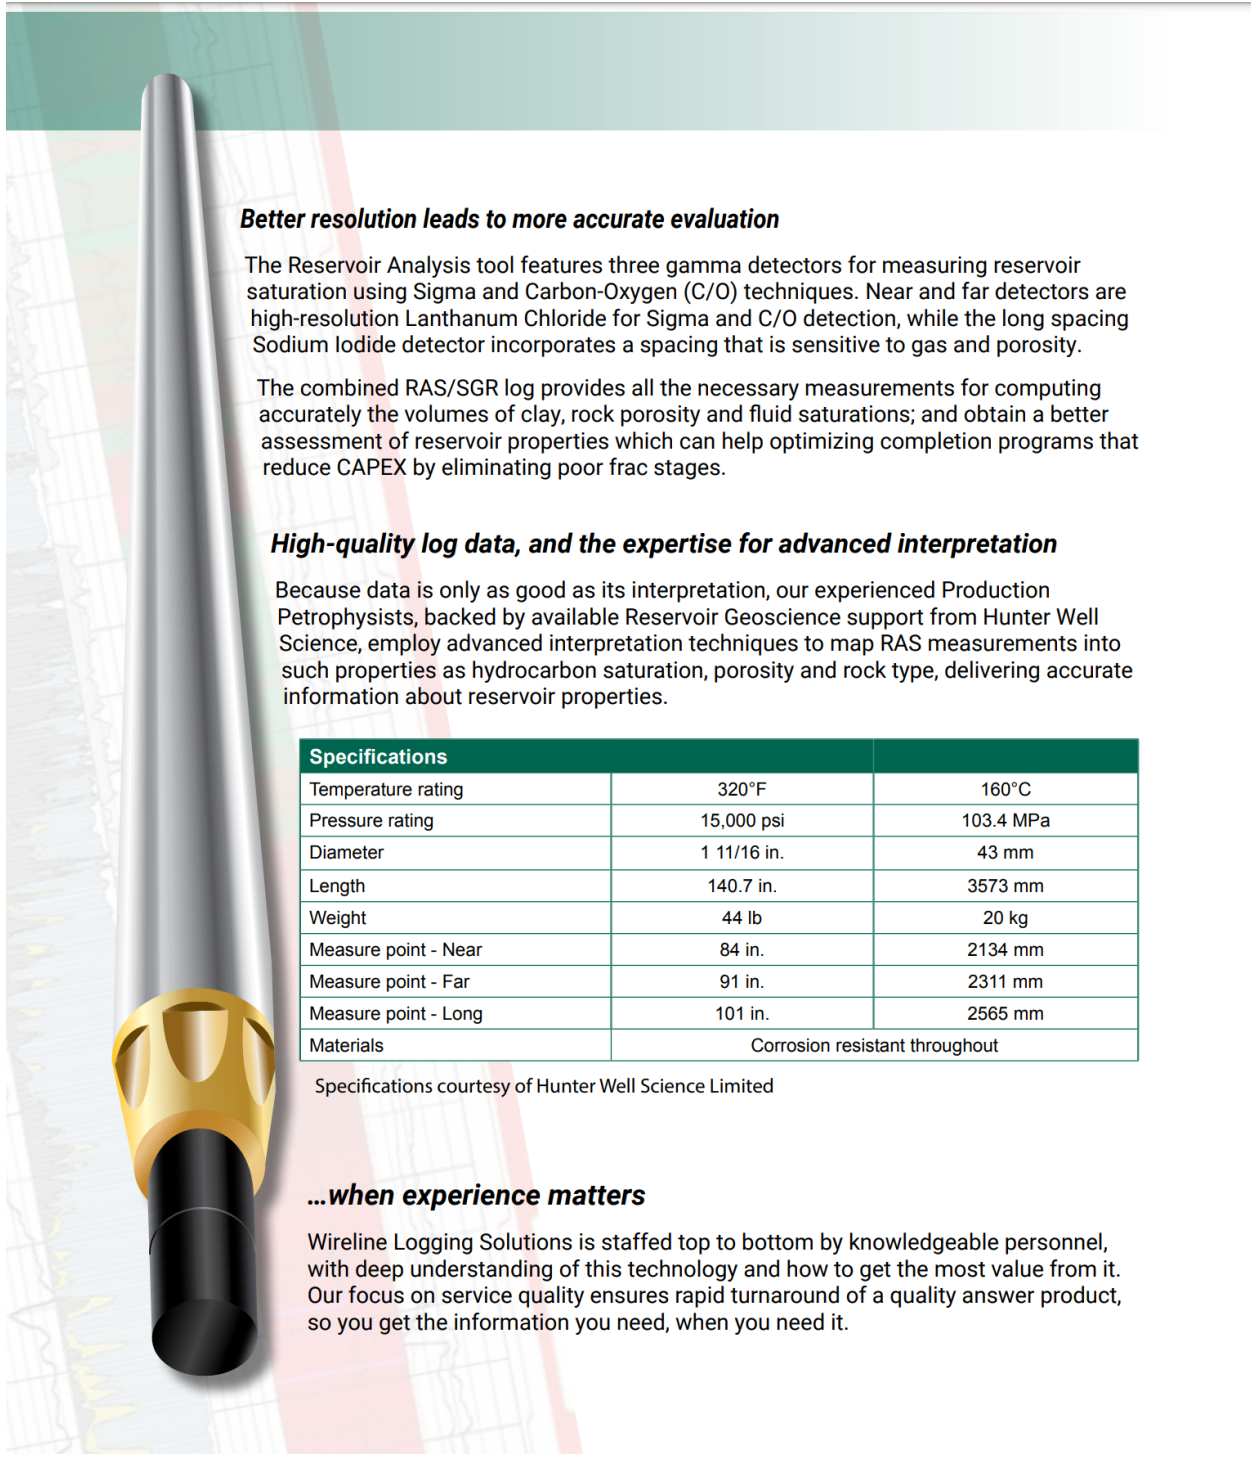 Better resolution leads to more accurate evaluation
The Reservoir Analysis tool features three gamma detectors for measuring reservoir
saturation using Sigma and Carbon-Oxygen (C/O) techniques. Near and far detectors are
high-resolution Lanthanum Chloride for Sigma and C/O detection, while the long spacing
Sodium Iodide detector incorporates a spacing that is sensitive to gas and porosity.
The combined RAS/SGR log provides all the necessary measurements for computing
accurately the volumes of clay, rock porosity and fluid saturations; and obtain a better
assessment of reservoir properties which can help optimizing completion programs that
reduce CAPEX by eliminating poor frac stages.
High-quality log data, and the expertise for advanced interpretation
Because data is only as good as its interpretation, our experienced Production
Petrophysists, backed by available Reservoir Geoscience support from Hunter Well
Science, employ advanced interpretation techniques to map RAS measurements into
such properties as hydrocarbon saturation, porosity and rock type, delivering accurate
information about reservoir properties.
Specifications
Temperature rating 320°F 160°C
Pressure rating 15,000 psi 103.4 MPa
Diameter 1 11/16 in. 43 mm
Length 140.7 in. 3573 mm
Weight 44 lb 20 kg
Measure point - Near 84 in. 2134 mm
Measure point - Far 91 in. 2311 mm
Measure point - Long 101 in. 2565 mm
Materials Corrosion resistant throughout
Specifications courtesy of Hunter Well Science Limited
...when experience matters
Wireline Logging Solutions is staffed top to bottom by knowledgeable personnel,
with deep understanding of this technology and how to get the most value from it.
Our focus on service quality ensures rapid turnaround of a quality answer product,
so you get the information you need, when you need it.